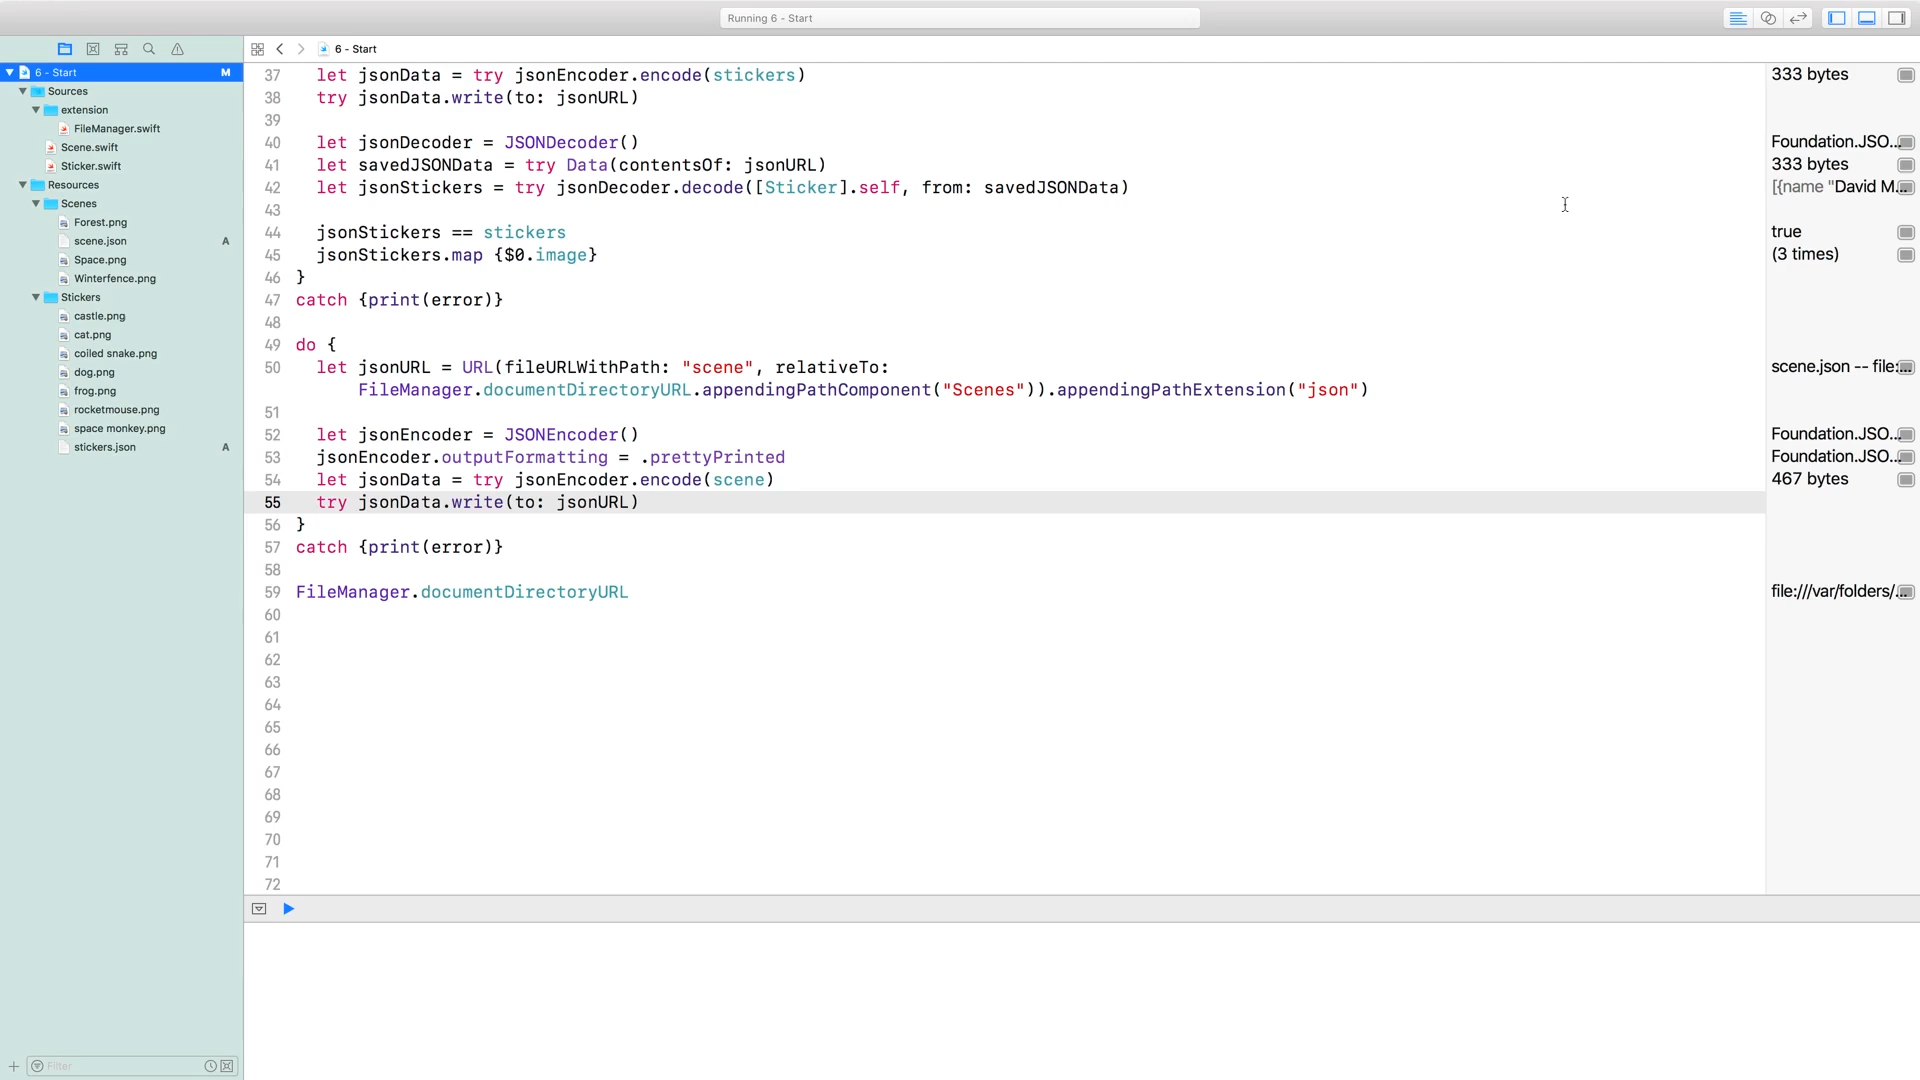 Running 6 - Start
6 - Start
6 - Start M
Sources
extension
FileManager.swift
Scene.swift
Sticker.swift
Resources
Scenes
Forest.png
scene.json A
Space.png
Winterfence.png
Stickers
castle.png
cat.png
coiled snake.png
dog.png
frog.png
rocketmouse.png
space monkey.png
stickers.json A
Filter
37 let jsonData = try jsonEncoder.encode(stickers) 333 bytes
38 try jsonData.write(to: jsonURL)
39
40 let jsonDecoder = JSONDecoder() Foundation.JSO...
41 let savedJSONData = try Data(contentsOf: jsonURL) 333 bytes
42 let jsonStickers = try jsonDecoder.decode([Sticker].self, from: savedJSONData) [{name "David M...
43
44 jsonStickers == stickers true
45 jsonStickers.map {$0.image} (3 times)
46 }
47 catch {print(error)}
48
49 do {
50 let jsonURL = URL(fileURLWithPath: "scene", relativeTo: scene.json -- file:...
FileManager.documentDirectoryURL.appendingPathComponent("Scenes")).appendingPathExtension("json")
51
52 let jsonEncoder = JSONEncoder() Foundation.JSO...
53 jsonEncoder.outputFormatting = .prettyPrinted Foundation.JSO...
54 let jsonData = try jsonEncoder.encode(scene) 467 bytes
55 try jsonData.write(to: jsonURL)
56 }
57 catch {print(error)}
58
59 FileManager.documentDirectoryURL file:///var/folders/...
60
61
62
63
64
65
66
67
68
69
70
71
72